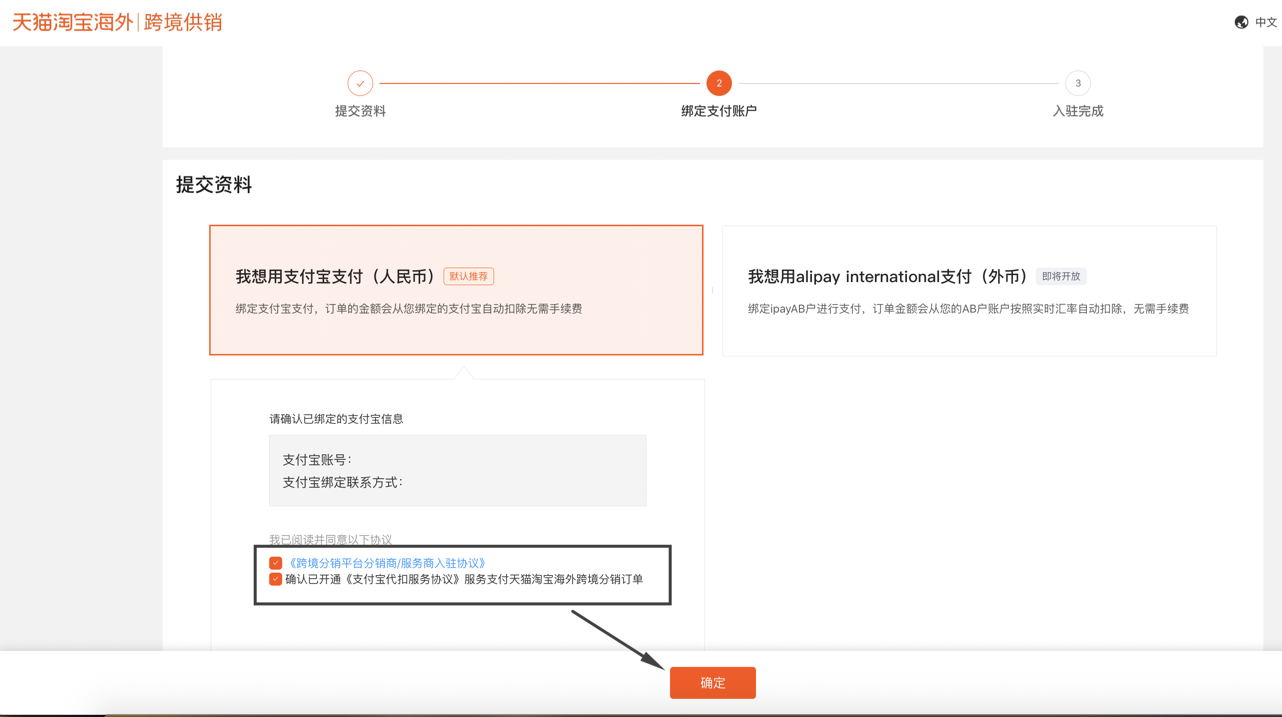 天猫淘宝海外|跨境供销
中文
2
3
提交资料
绑定支付账户
入驻完成
提交资料
我想用支付宝支付（人民币） 默认推荐
绑定支付宝支付，订单的金额会从您绑定的支付宝自动扣除无需手续费
我想用alipay international支付（外币） 即将开放
绑定ipayAB户进行支付，订单金额会从您的AB户账户按照实时汇率自动扣除，无需手续费
请确认已绑定的支付宝信息
支付宝账号：
支付宝绑定联系方式：
我已阅读并同意以下协议
《跨境分销平台分销商/服务商入驻协议》
确认已开通《支付宝代扣服务协议》服务支付天猫淘宝海外跨境分销订单
确定